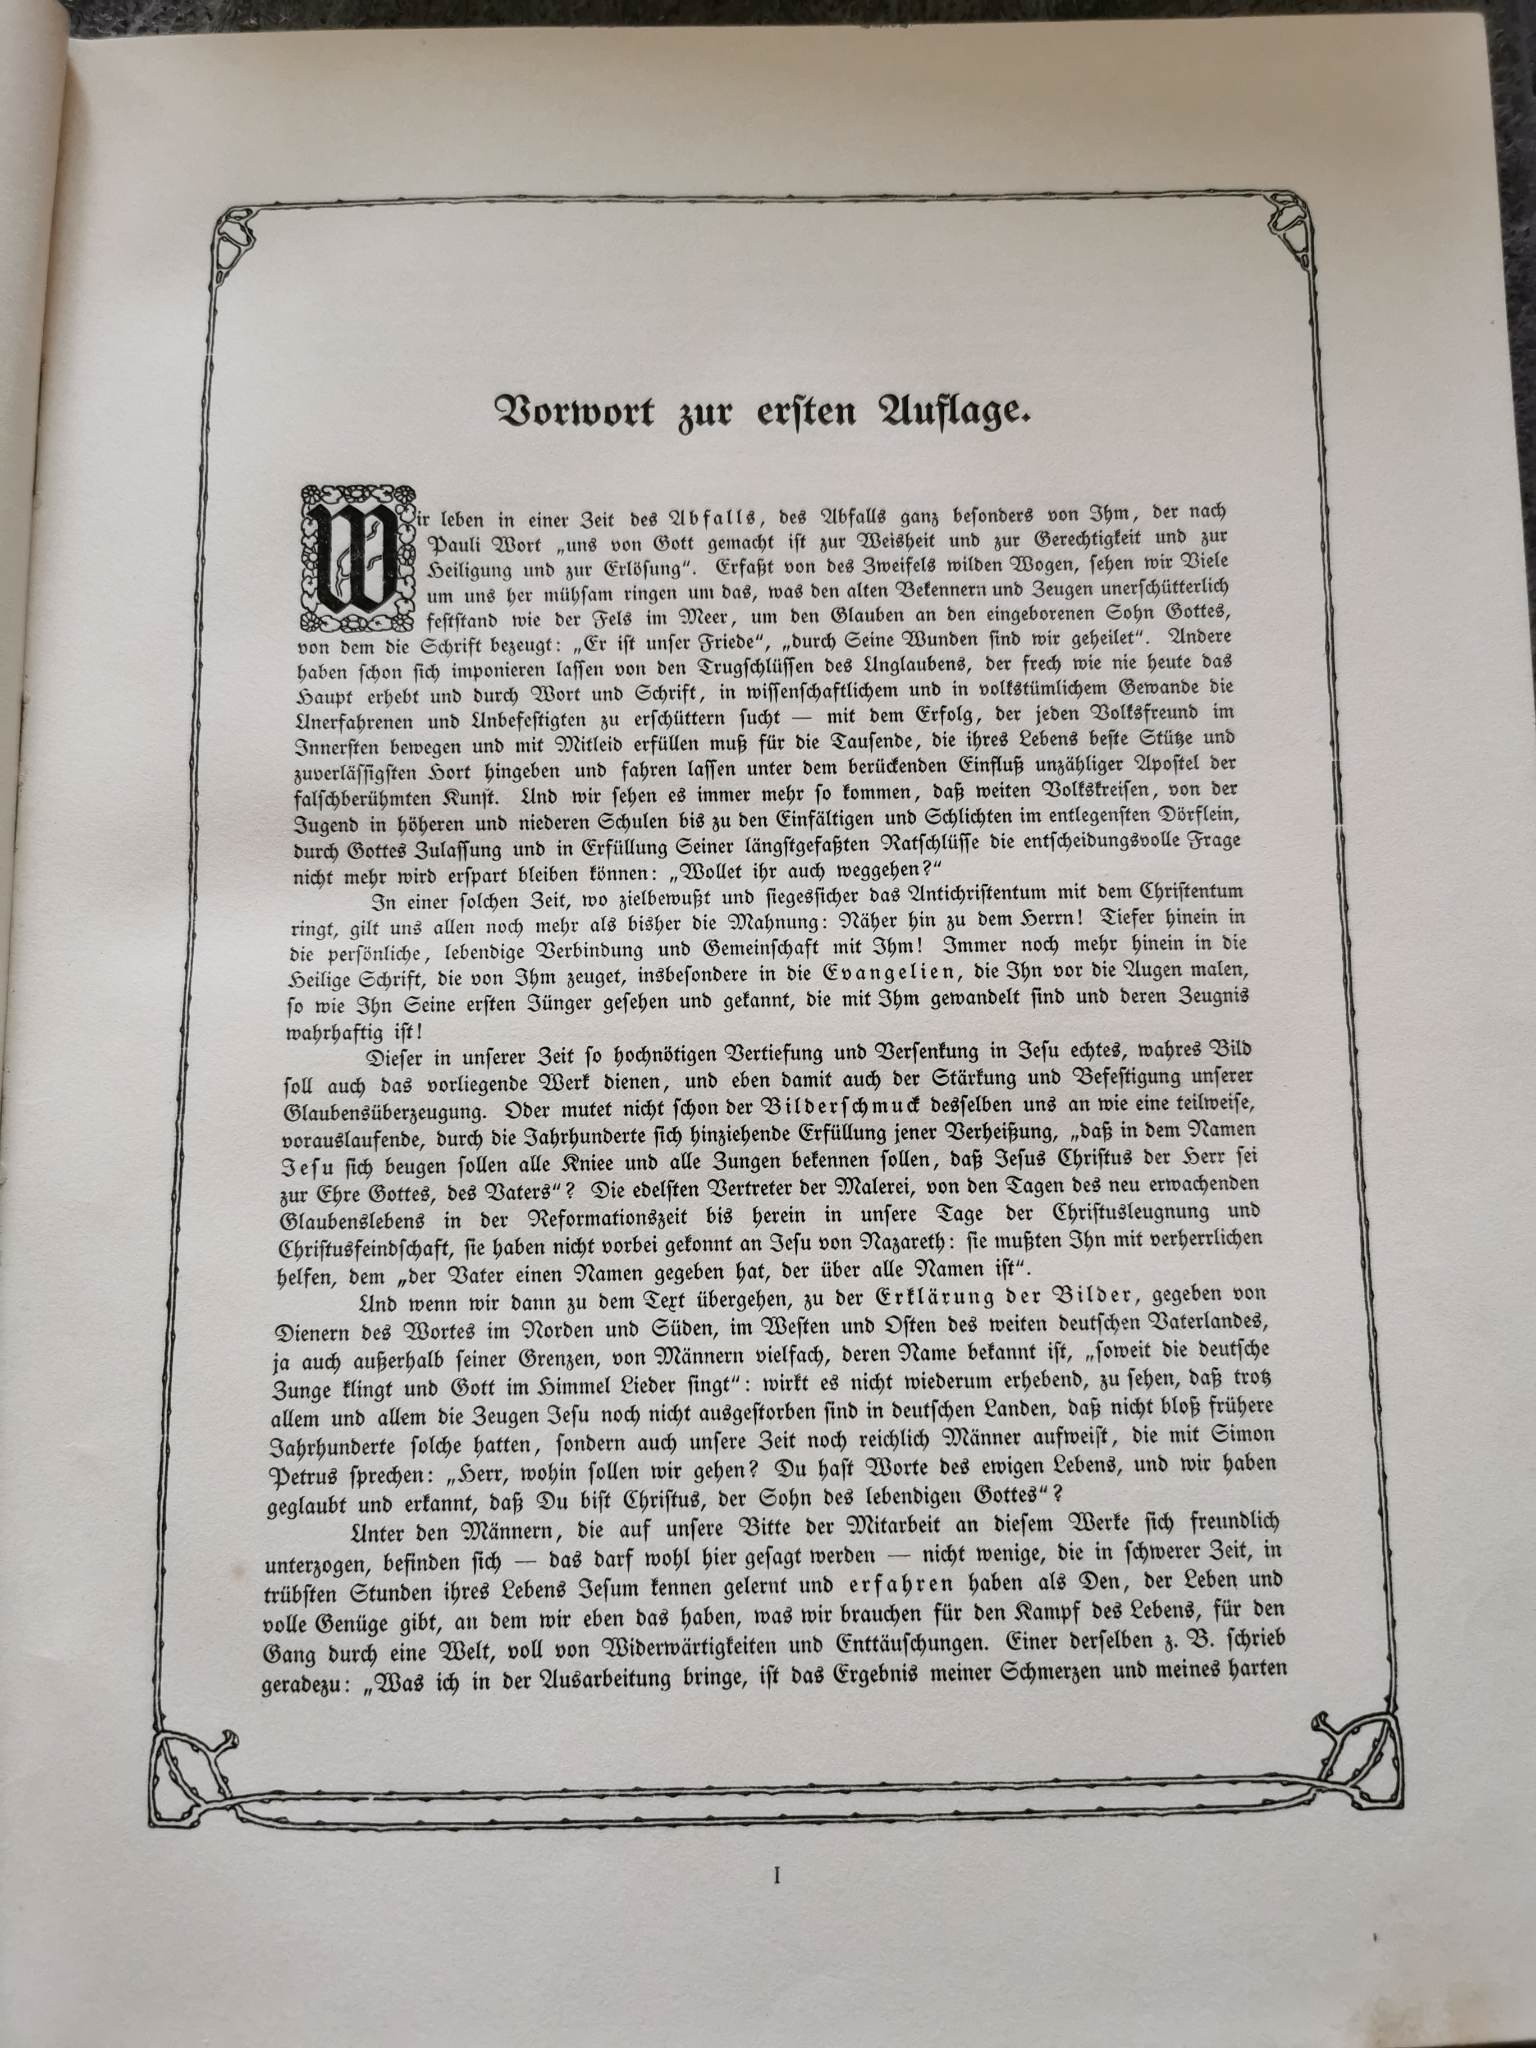 Vorwort zur ersten Auflage.
Wir leben in einer Zeit des Abfalls, des Abfalls ganz besonders von Ihm, der nach
Pauli Wort „uns von Gott gemacht ist zur Weisheit und zur Gerechtigkeit und zur
Heiligung und zur Erlösung“. Erfaßt von des Zweifels wilden Wogen, sehen wir Viele
um uns her mühsam ringen um das, was den alten Bekennern und Zeugen unerschütterlich
feststand wie der Fels im Meer, um den Glauben an den eingeborenen Sohn Gottes,
von dem die Schrift bezeugt: „Er ist unser Friede“, „durch Seine Wunden sind wir geheilet“. Andere
haben schon sich imponieren lassen von den Trugschlüssen des Unglaubens, der frech wie nie heute das
Haupt erhebt und durch Wort und Schrift, in wissenschaftlichem und in volkstümlichem Gewande die
Unerfahrenen und Unbefestigten zu erschüttern sucht — mit dem Erfolg, der jeden Volksfreund im
Innersten bewegen und mit Mitleid erfüllen muß für die Tausende, die ihres Lebens beste Stütze und
zuverlässigsten Hort hingeben und fahren lassen unter dem berückenden Einfluß unzähliger Apostel der
falschberühmten Kunst. Und wir sehen es immer mehr so kommen, daß weiten Volkskreisen, von der
Jugend in höheren und niederen Schulen bis zu den Einfältigen und Schlichten im entlegensten Dörflein,
durch Gottes Zulassung und in Erfüllung Seiner längstgefaßten Ratschlüsse die entscheidungsvolle Frage
nicht mehr wird erspart bleiben können: „Wollet ihr auch weggehen?“
In einer solchen Zeit, wo zielbewußt und siegessicher das Antichristentum mit dem Christentum
ringt, gilt uns allen noch mehr als bisher die Mahnung: Näher hin zu dem Herrn! Tiefer hinein in
die persönliche, lebendige Verbindung und Gemeinschaft mit Ihm! Immer noch mehr hinein in die
Heilige Schrift, die von Ihm zeuget, insbesondere in die Evangelien, die Ihn vor die Augen malen,
so wie Ihn Seine ersten Jünger gesehen und gekannt, die mit Ihm gewandelt sind und deren Zeugnis
wahrhaftig ist!
Dieser in unserer Zeit so hochnötigen Vertiefung und Versenkung in Jesu echtes, wahres Bild
soll auch das vorliegende Werk dienen, und eben damit auch der Stärkung und Befestigung unserer
Glaubensüberzeugung. Oder mutet nicht schon der Bilderschmuck desselben uns an wie eine teilweise,
vorauslaufende, durch die Jahrhunderte sich hinziehende Erfüllung jener Verheißung, „daß in dem Namen
Jesu sich beugen sollen alle Kniee und alle Zungen bekennen sollen, daß Jesus Christus der Herr sei
zur Ehre Gottes, des Vaters“? Die edelsten Vertreter der Malerei, von den Tagen des neu erwachenden
Glaubenslebens in der Reformationszeit bis herein in unsere Tage der Christusleugnung und
Christusfeindschaft, sie haben nicht vorbei gekonnt an Jesu von Nazareth: sie mußten Ihn mit verherrlichen
helfen, dem „der Vater einen Namen gegeben hat, der über alle Namen ist“.
Und wenn wir dann zu dem Text übergehen, zu der Erklärung der Bilder, gegeben von
Dienern des Wortes im Norden und Süden, im Westen und Osten des weiten deutschen Vaterlandes,
ja auch außerhalb seiner Grenzen, von Männern vielfach, deren Name bekannt ist, „soweit die deutsche
Zunge klingt und Gott im Himmel Lieder singt“: wirkt es nicht wiederum erhebend, zu sehen, daß trotz
allem und allem die Zeugen Jesu noch nicht ausgestorben sind in deutschen Landen, daß nicht bloß frühere
Jahrhunderte solche hatten, sondern auch unsere Zeit noch reichlich Männer aufweist, die mit Simon
Petrus sprechen: „Herr, wohin sollen wir gehen? Du hast Worte des ewigen Lebens, und wir haben
geglaubt und erkannt, daß Du bist Christus, der Sohn des lebendigen Gottes“?
Unter den Männern, die auf unsere Bitte der Mitarbeit an diesem Werke sich freundlich
unterzogen, befinden sich — das darf wohl hier gesagt werden — nicht wenige, die in schwerer Zeit, in
trübsten Stunden ihres Lebens Jesum kennen gelernt und erfahren haben als Den, der Leben und
volle Genüge gibt, an dem wir eben das haben, was wir brauchen für den Kampf des Lebens, für den
Gang durch eine Welt, voll von Widerwärtigkeiten und Enttäuschungen. Einer derselben z. B. schrieb
geradezu: „Was ich in der Ausarbeitung bringe, ist das Ergebnis meiner Schmerzen und meines harten
I